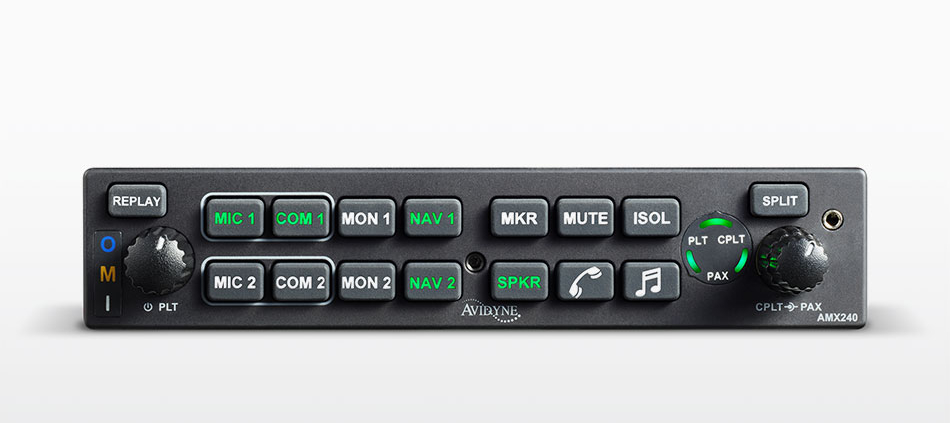 REPLAY
MIC 1 COM 1 MON 1 NAV 1 MKR MUTE ISOL
SPLIT
PLT CPLT
PAX
O
M
I
MIC 2 COM 2 MON 2 NAV 2 SPKR
PLT
AVIDYNE
CPLT PAX
AMX240